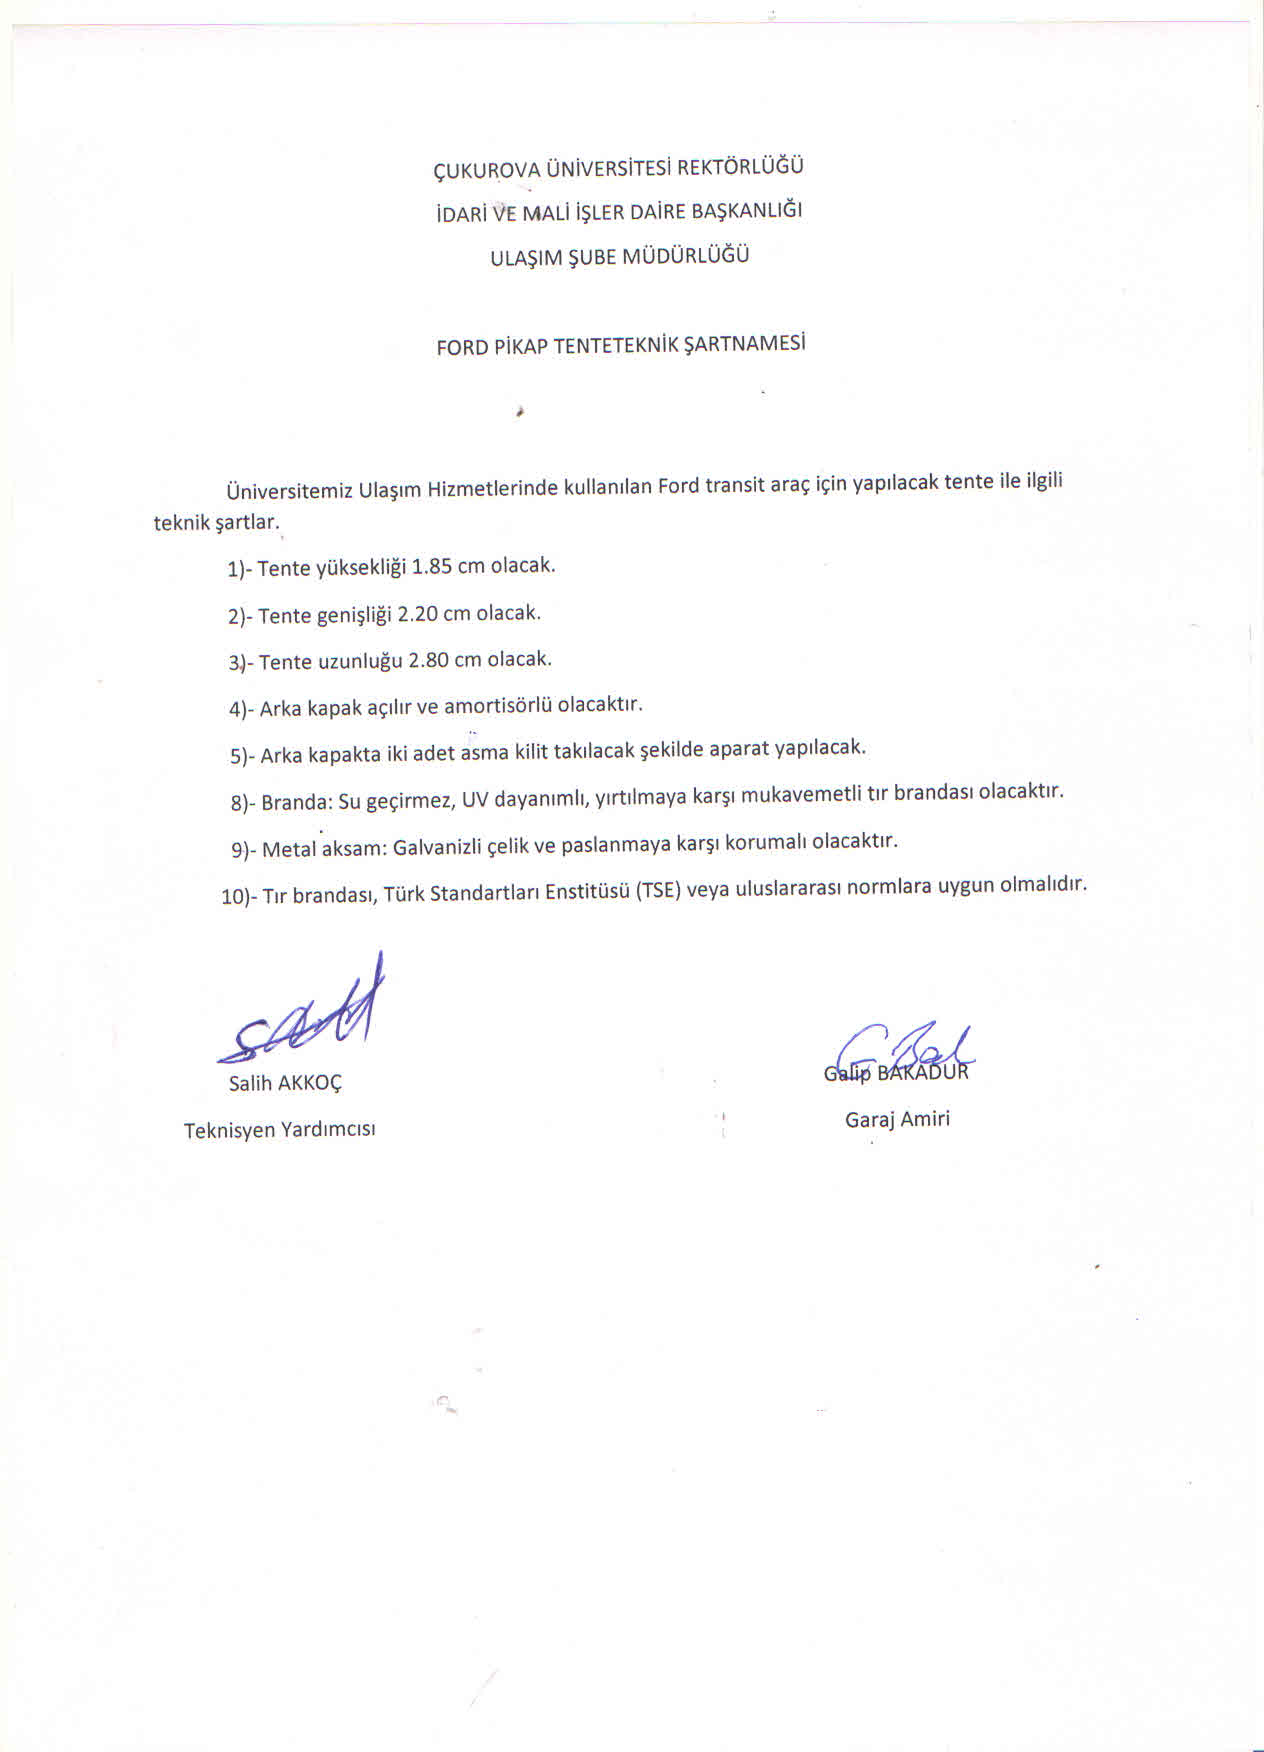 ÇUKUROVA ÜNİVERSİTESİ REKTÖRLÜĞÜ
İDARİ VE MALİ İŞLER DAİRE BAŞKANLIĞI
ULAŞIM ŞUBE MÜDÜRLÜĞÜ
FORD PİKAP TENTETEKNİK ŞARTNAMESİ
Üniversitemiz Ulaşım Hizmetlerinde kullanılan Ford transit araç için yapılacak tente ile ilgili
teknik şartlar.
1)- Tente yüksekliği 1.85 cm olacak.
2)- Tente genişliği 2.20 cm olacak.
3)- Tente uzunluğu 2.80 cm olacak.
4)- Arka kapak açılır ve amortisörlü olacaktır.
5)- Arka kapakta iki adet asma kilit takılacak şekilde aparat yapılacak.
8)- Branda: Su geçirmez, UV dayanımlı, yırtılmaya karşı mukavemetli tır brandası olacaktır.
9)- Metal aksam: Galvanizli çelik ve paslanmaya karşı korumalı olacaktır.
10)- Tır brandası, Türk Standartları Enstitüsü (TSE) veya uluslararası normlara uygun olmalıdır.
Salih AKKOÇ
Teknisyen Yardımcısı
G Bak
Galip BAKADUR
Garaj Amiri